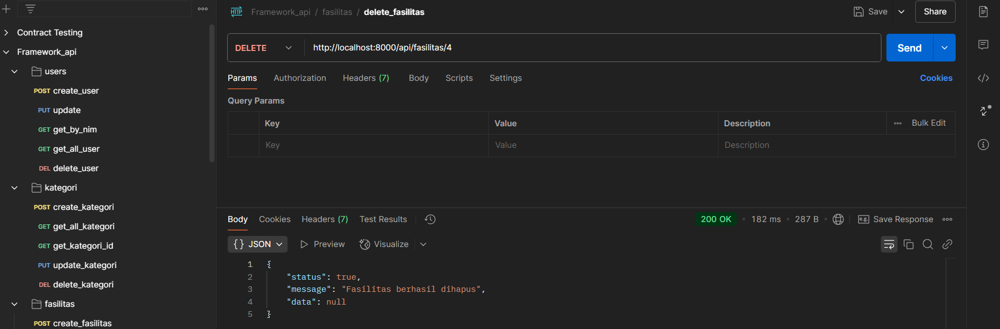 Contract Testing
Framework_api
users
POST create_user
PUT update
GET get_by_nim
GET get_all_user
DEL delete_user
kategori
POST create_kategori
GET get_all_kategori
GET get_kategori_id
PUT update_kategori
DEL delete_kategori
fasilitas
POST create_fasilitas
HTTP Framework_api / fasilitas / delete_fasilitas
Save
Share
DELETE http://localhost:8000/api/fasilitas/4
Send
Params Authorization Headers (7) Body Scripts Settings Cookies
Query Params
Key Value Description Bulk Edit
Key Value Description
Body Cookies Headers (7) Test Results 200 OK • 182 ms • 287 B • e.g. Save Response
{} JSON Preview Visualize
1 {
2 "status": true,
3 "message": "Fasilitas berhasil dihapus",
4 "data": null
5 }